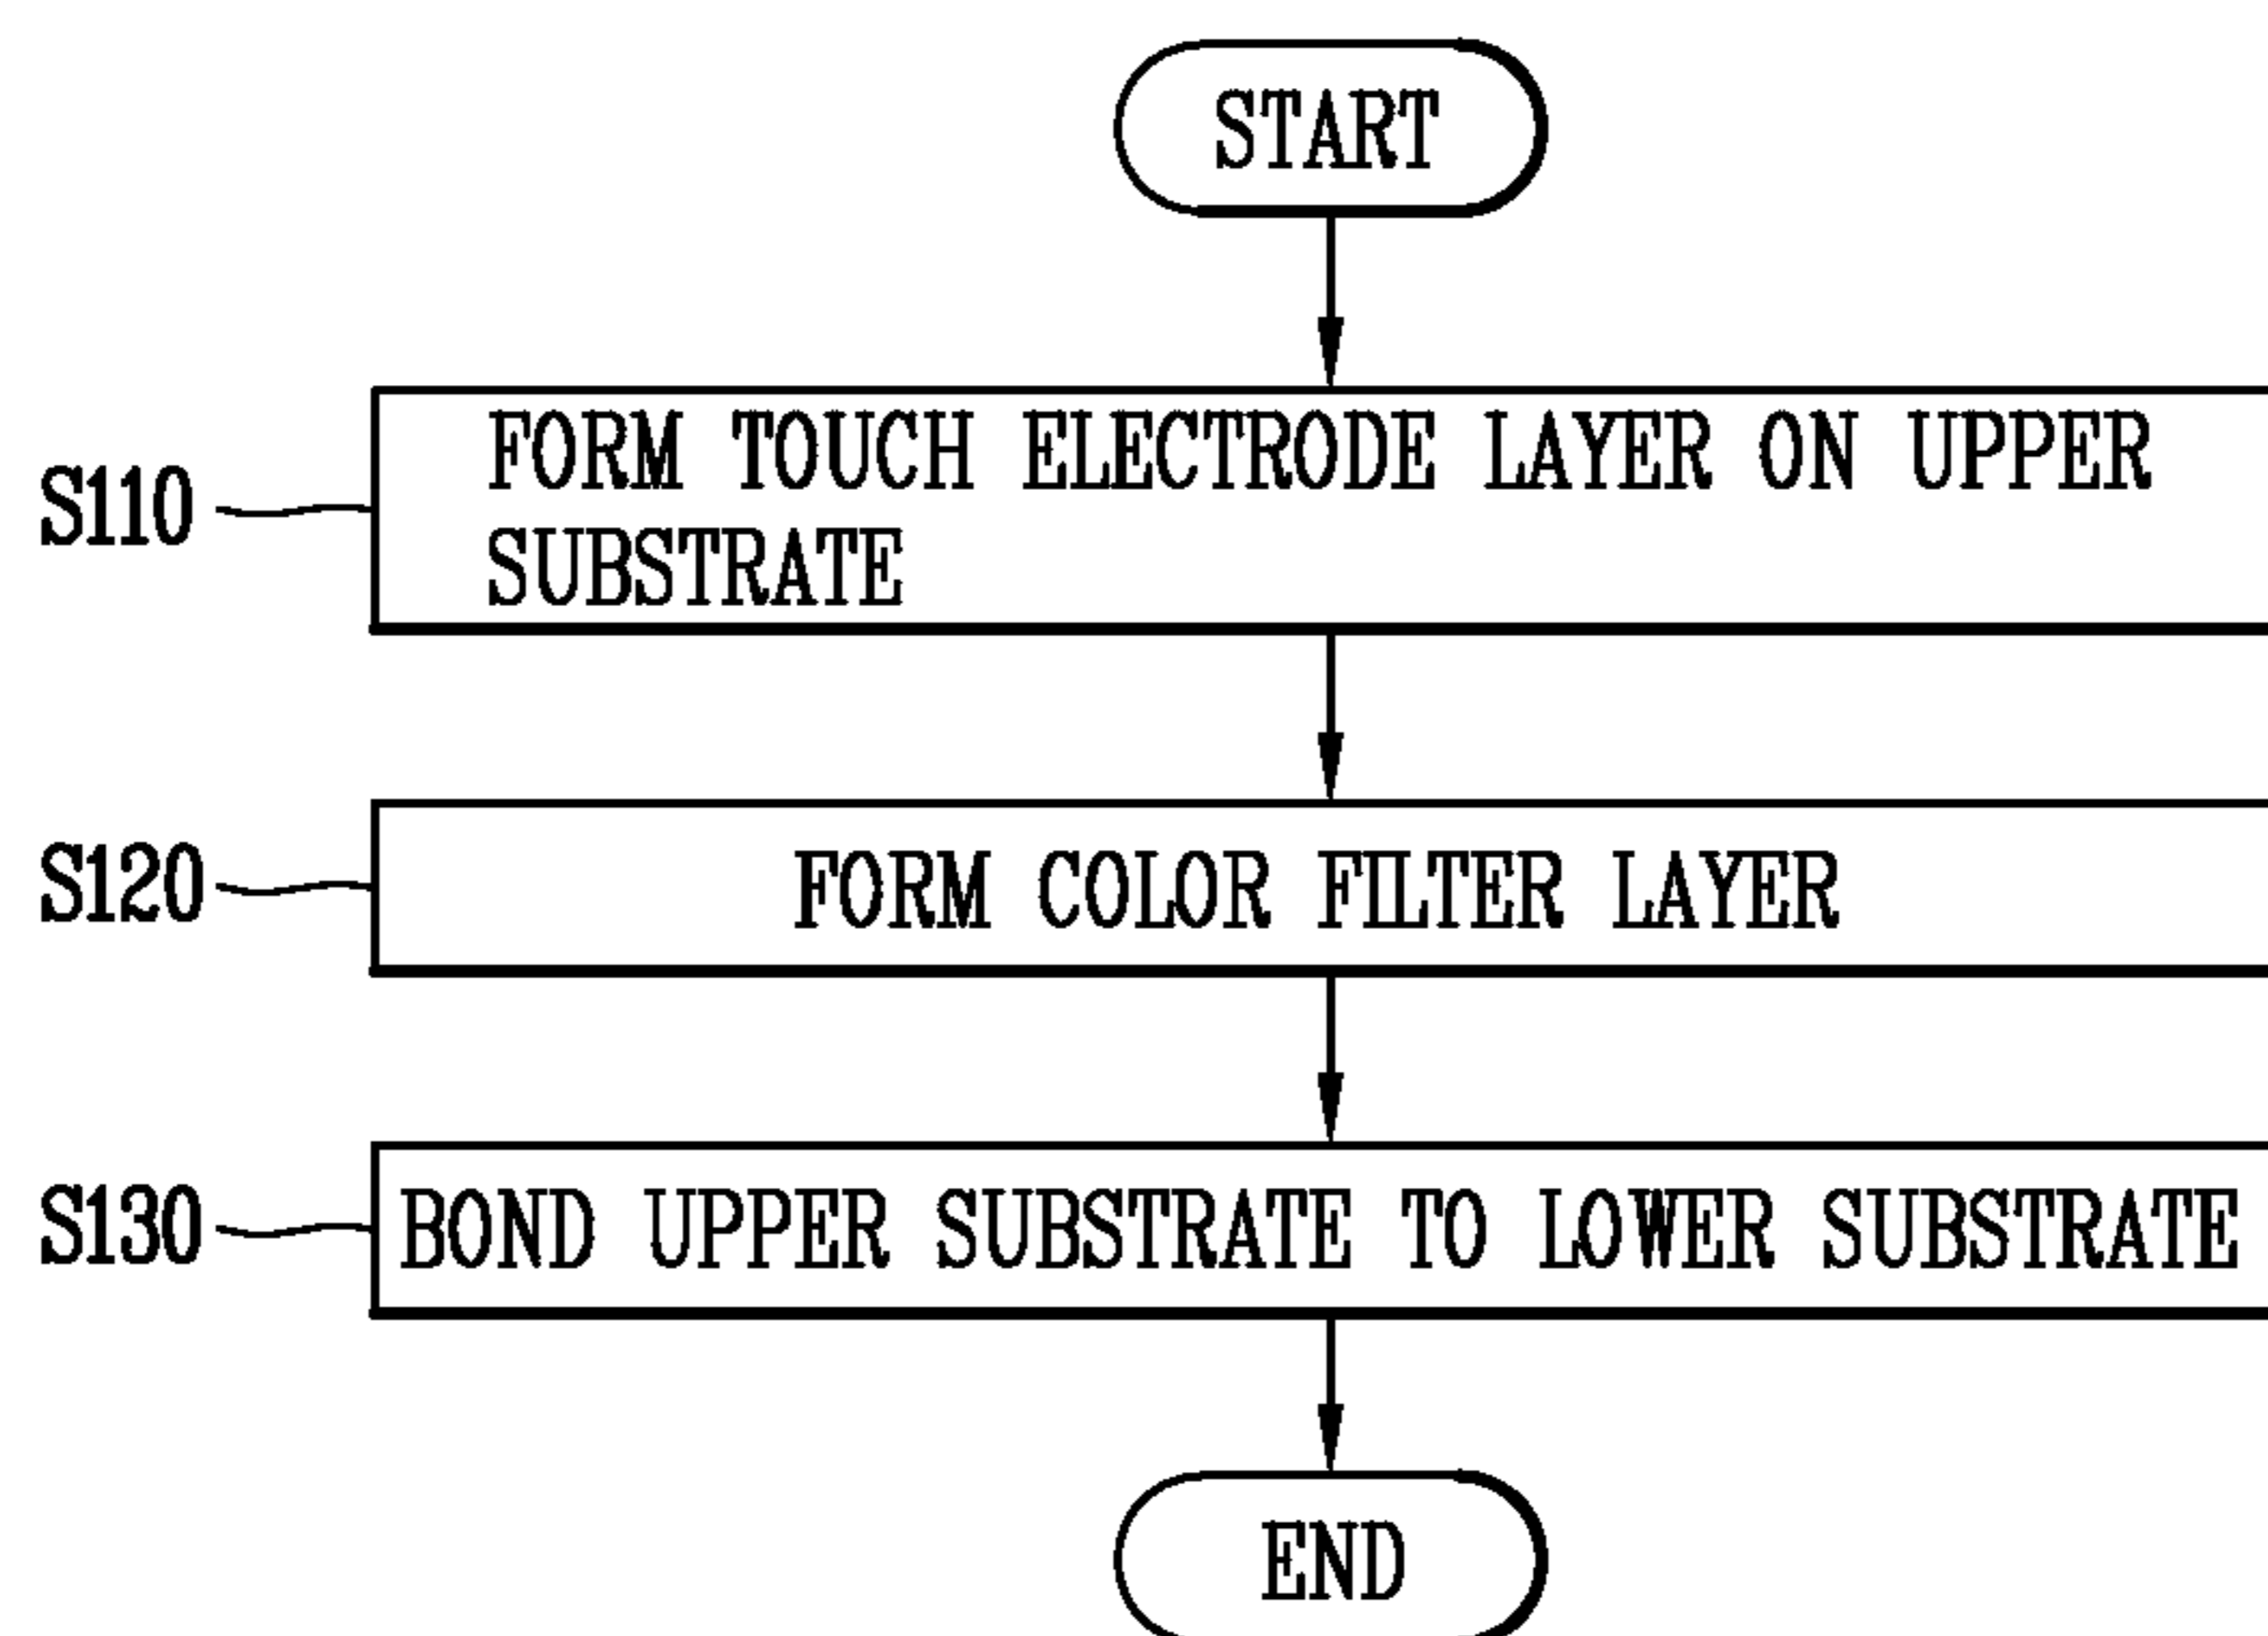 START
S110
FORM TOUCH ELECTRODE LAYER ON UPPER
SUBSTRATE
S120
FORM COLOR FILTER LAYER
S130
BOND UPPER SUBSTRATE TO LOWER SUBSTRATE
END